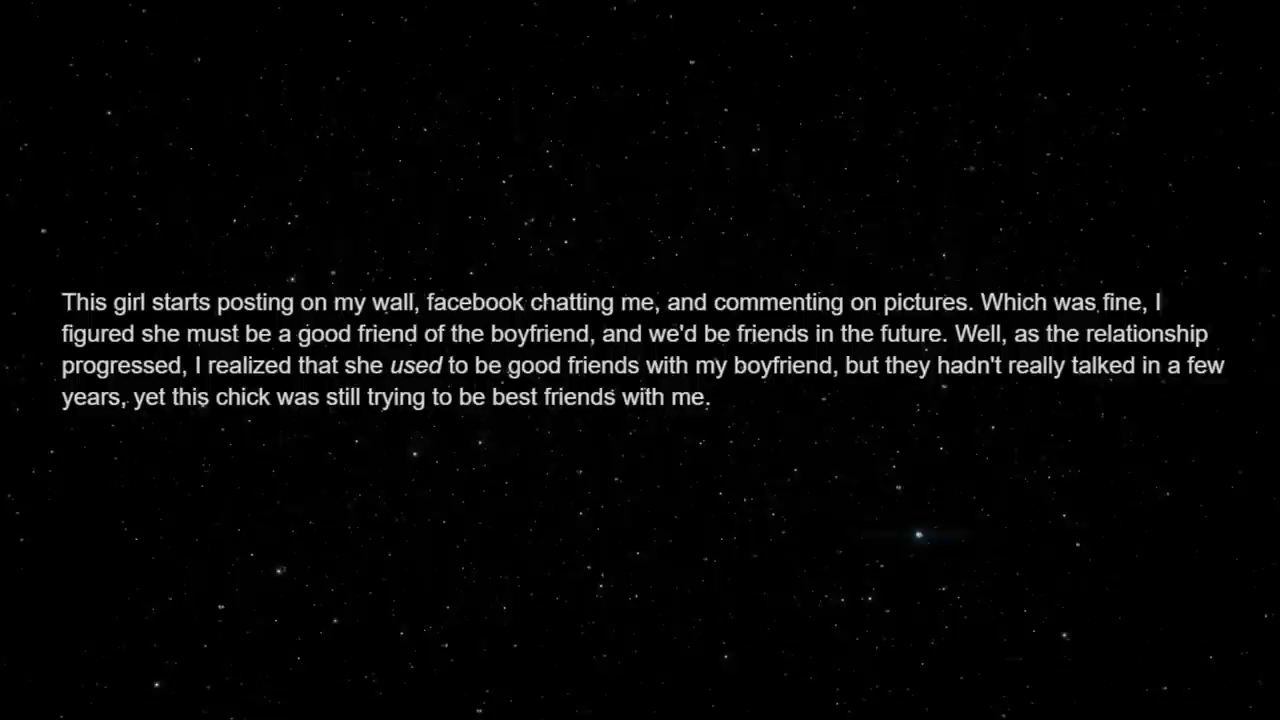 This girl starts posting on my wall, facebook chatting me, and commenting on pictures. Which was fine, I
figured she must be a good friend of the boyfriend, and we'd be friends in the future. Well, as the relationship
progressed, I realized that she used to be good friends with my boyfriend, but they hadn't really talked in a few
years, yet this chick was still trying to be best friends with me.